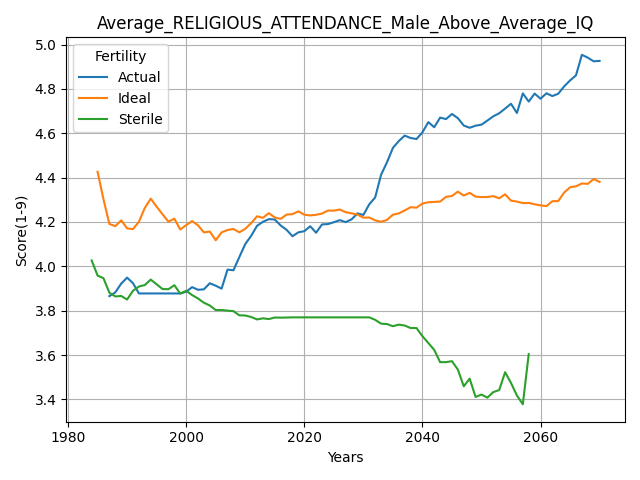 Average_RELIGIOUS_ATTENDANCE_Male_Above_Average_IQ
Fertility
Actual
Ideal
Sterile
Score(1-9)
5.0
4.8
4.6
4.4
4.2
4.0
3.8
3.6
3.4
1980 2000 2020 2040 2060
Years